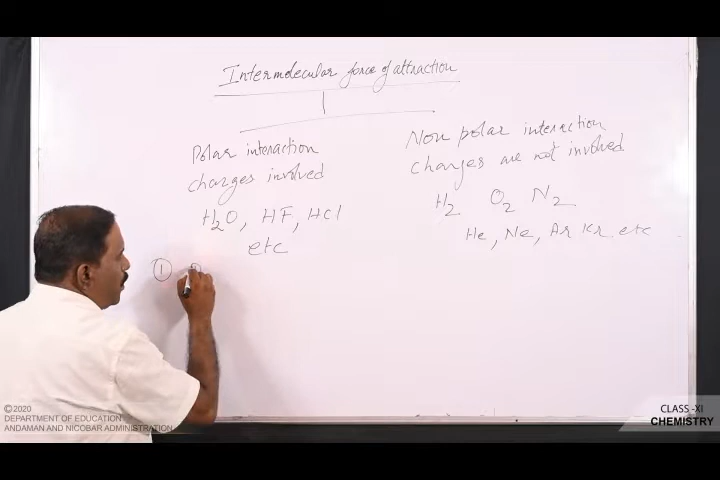 Intermolecular force of attraction
Polar interaction
charges involved
H2O, HF, HCl
etc
①
Non polar interaction
charges are not involved
H2 O2 N2
He, Ne, Ar Kr etc
©2020
DEPARTMENT OF EDUCATION
ANDAMAN AND NICOBAR ADMINISTRATION
CLASS -XI
CHEMISTRY